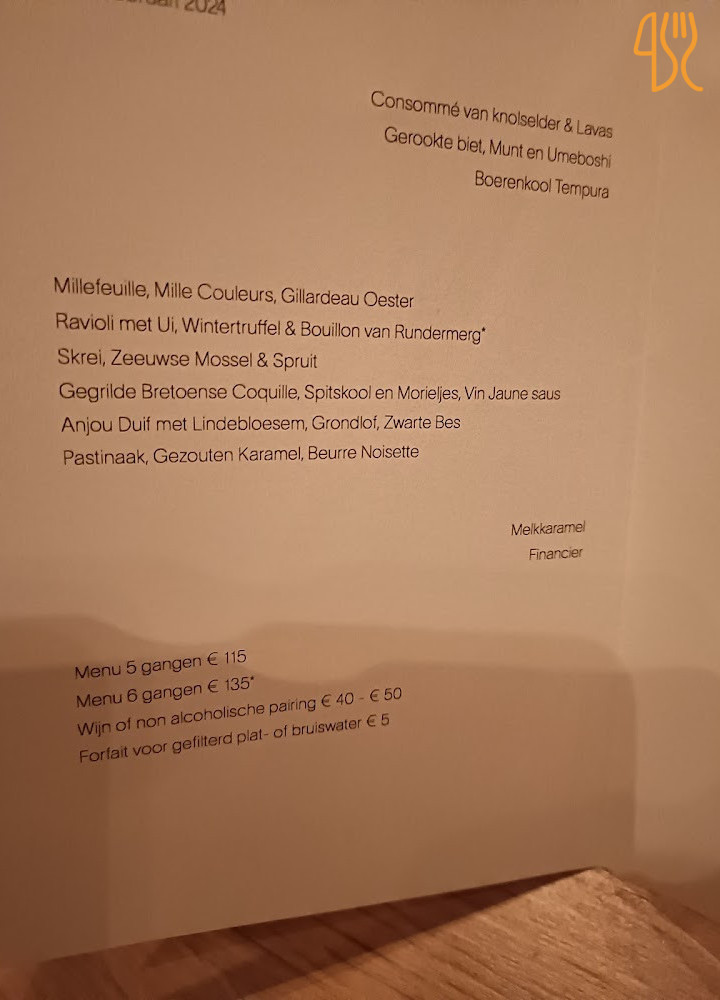 2024
Consommé van knolselder & Lavas
Gerookte biet, Munt en Umeboshi
Boerenkool Tempura
Millefeuille, Mille Couleurs, Gillardeau Oester
Ravioli met Ui, Wintertruffel & Bouillon van Rundermerg*
Skrei, Zeeuwse Mossel & Spruit
Gegrilde Bretoense Coquille, Spitskool en Morieljes, Vin Jaune saus
Anjou Duif met Lindebloesem, Grondlof, Zwarte Bes
Pastinaak, Gezouten Karamel, Beurre Noisette
Melkkaramel
Financier
Menu 5 gangen € 115
Menu 6 gangen € 135*
Wijn of non alcoholische pairing € 40 - € 50
Forfait voor gefilterd plat- of bruiswater € 5